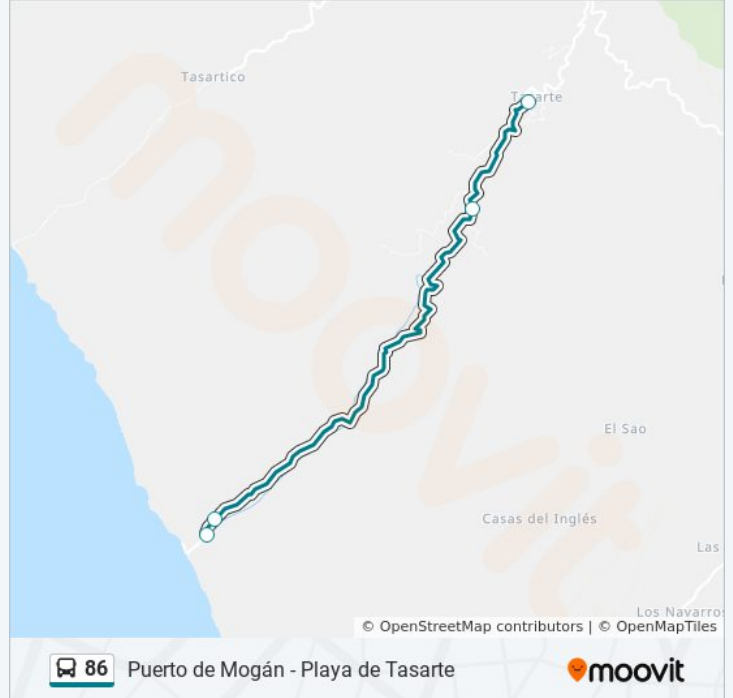 Tasartico
Tasarte
El Sao
Casas del Inglés
Las
Los Navarros
moovit
© OpenStreetMap contributors | © OpenMapTiles
86 Puerto de Mogán - Playa de Tasarte
moovit